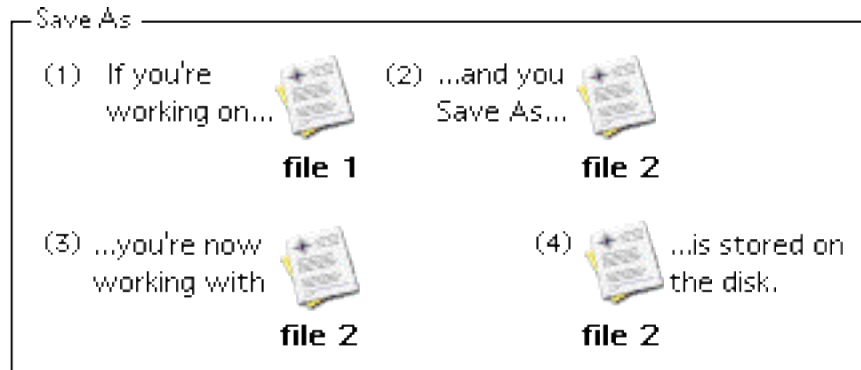 Save As
(1) If you're
working on...
file 1
(2) ...and you
Save As...
file 2
(3) ...you're now
working with
file 2
(4) ...is stored on
the disk.
file 2